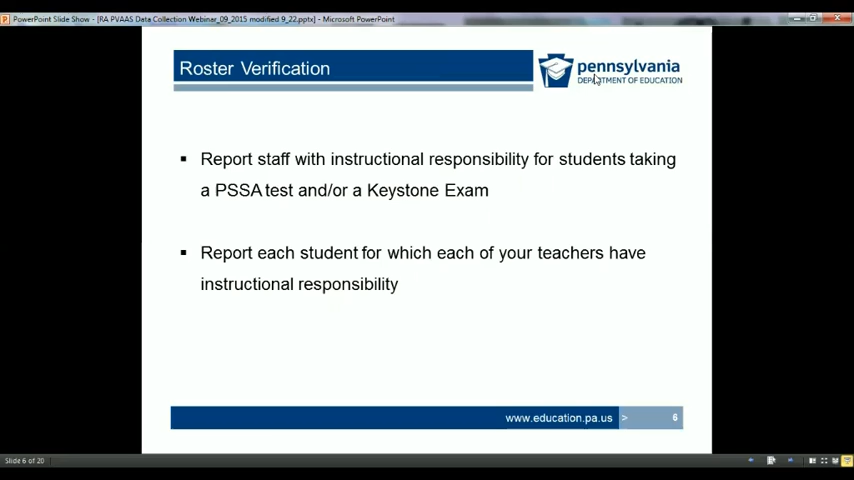 PowerPoint Slide Show - [RA PVAAS Data Collection Webinar_09_2015 modified 9_22.pptx] - Microsoft PowerPoint
Roster Verification
pennsylvania
DEPARTMENT OF EDUCATION
▪ Report staff with instructional responsibility for students taking
a PSSA test and/or a Keystone Exam
▪ Report each student for which each of your teachers have
instructional responsibility
www.education.pa.us > 6
Slide 6 of 20